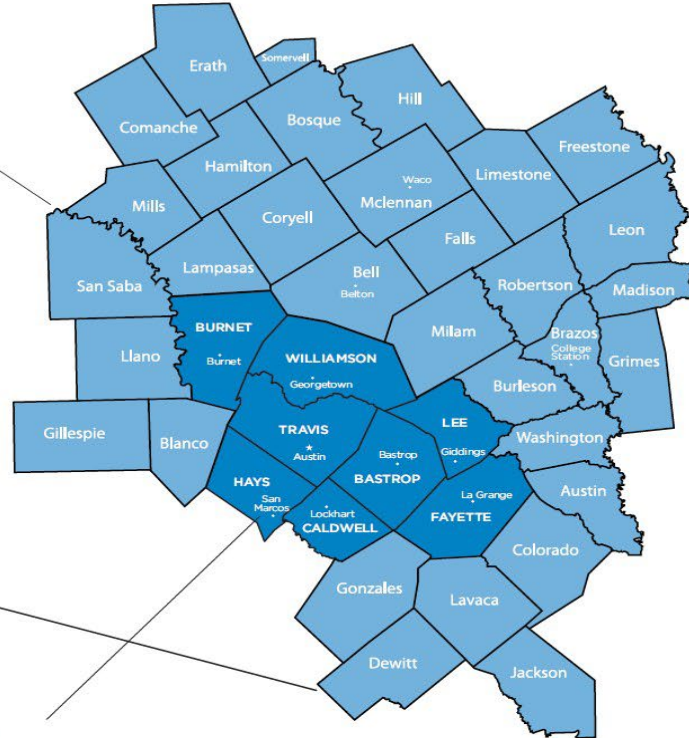 Erath
Somervell
Hill
Comanche
Bosque
Freestone
Hamilton
Limestone
Waco
Mclennan
Mills
Coryell
Falls
Leon
Lampasas
Bell
Belton
Robertson
San Saba
Madison
BURNET
Burnet
Milam
Brazos
College
Station
Llano
WILLIAMSON
Georgetown
Grimes
Burleson
Gillespie
Blanco
TRAVIS
Austin
LEE
Giddings
Washington
Bastrop
BASTROP
HAYS
San
Marcos
Lockhart
CALDWELL
La Grange
FAYETTE
Austin
Colorado
Gonzales
Lavaca
Dewitt
Jackson